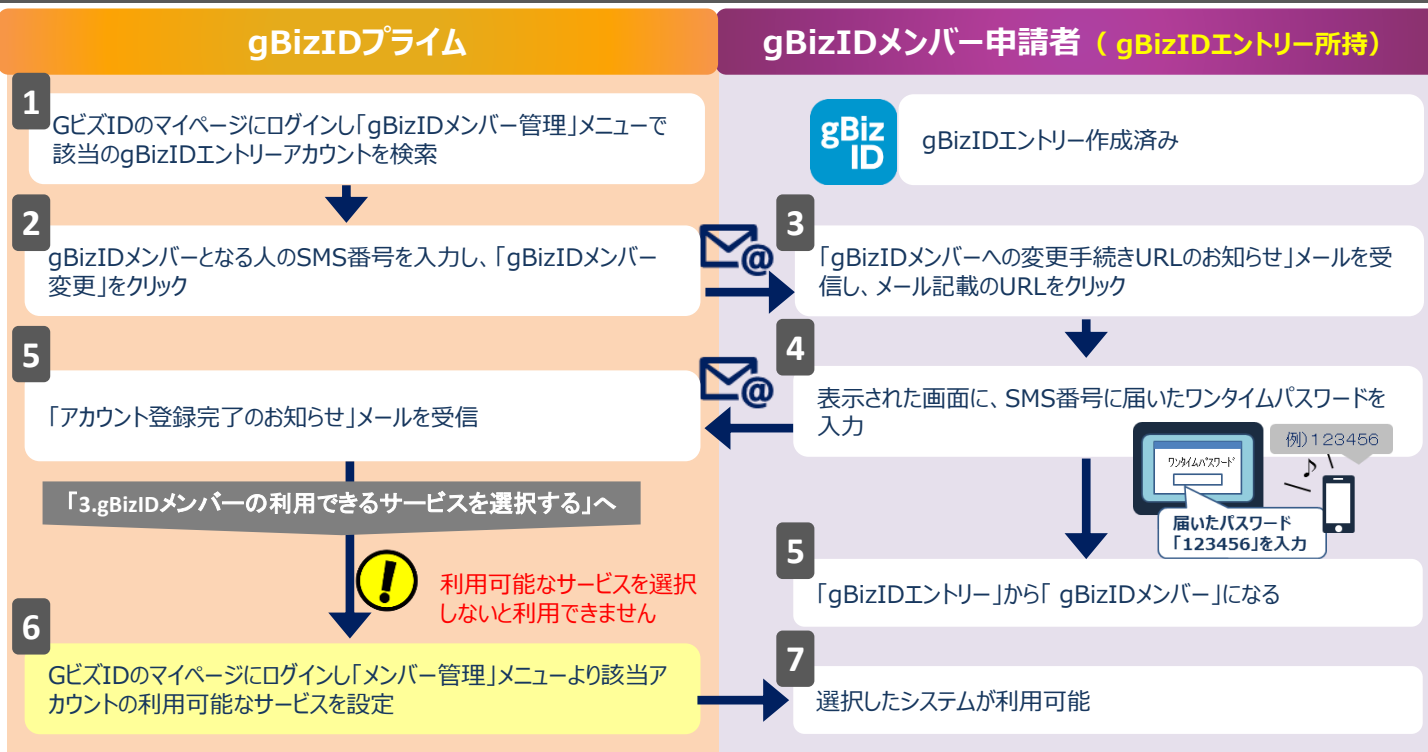 gBizIDプライム
gBizIDメンバー申請者（ gBizIDエントリー所持）
1
GビズIDのマイページにログインし「gBizIDメンバー管理」メニューで
該当のgBizIDエントリーアカウントを検索
gBiz
ID
gBizIDエントリー作成済み
2
gBizIDメンバーとなる人のSMS番号を入力し、「gBizIDメンバー
変更」をクリック
@
3
「gBizIDメンバーへの変更手続きURLのお知らせ」メールを受
信し、メール記載のURLをクリック
4
表示された画面に、SMS番号に届いたワンタイムパスワードを
入力
例)123456
ワンタイムパスワード
♪
届いたパスワード
「123456」を入力
@
5
「アカウント登録完了のお知らせ」メールを受信
「3.gBizIDメンバーの利用できるサービスを選択する」へ
!
利用可能なサービスを選択
しないと利用できません
5
「gBizIDエントリー」から「 gBizIDメンバー」になる
6
GビズIDのマイページにログインし「メンバー管理」メニューより該当ア
カウントの利用可能なサービスを設定
7
選択したシステムが利用可能